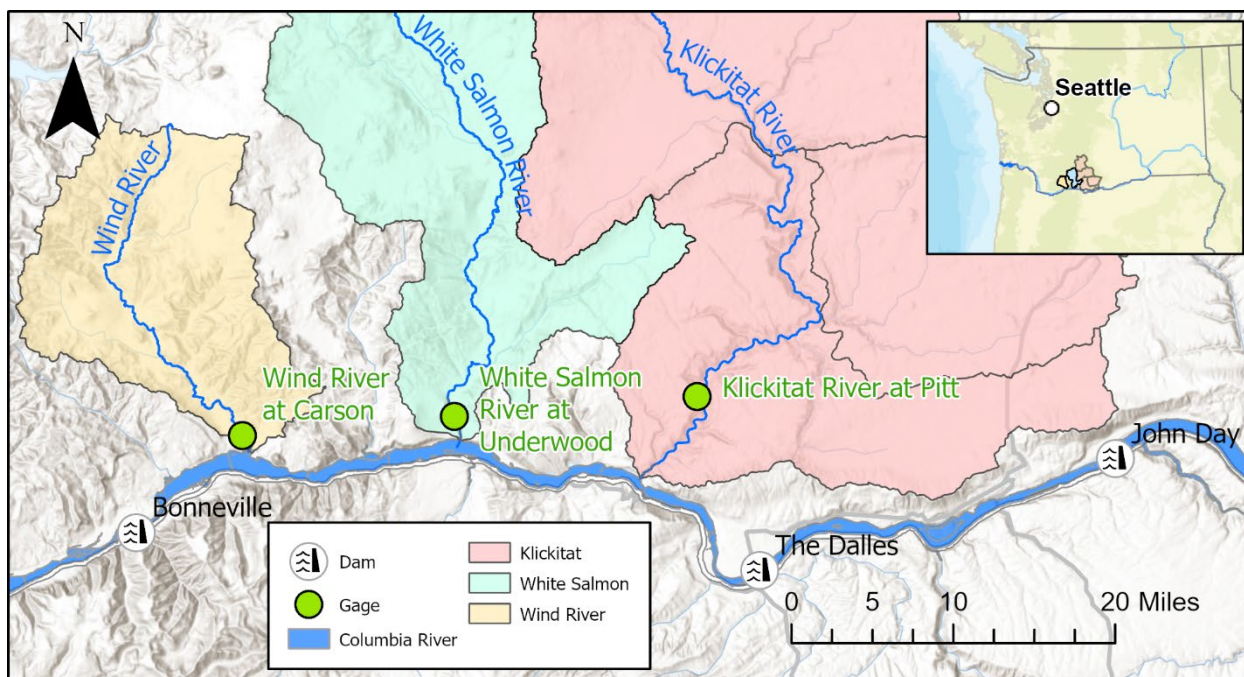 N
Wind River
White Salmon River
Klickitat River
Seattle
Wind River
at Carson
White Salmon
River at
Underwood
Klickitat River at Pitt
Bonneville
The Dalles
John Day
Dam
Gage
Columbia River
Klickitat
White Salmon
Wind River
0 5 10 20 Miles